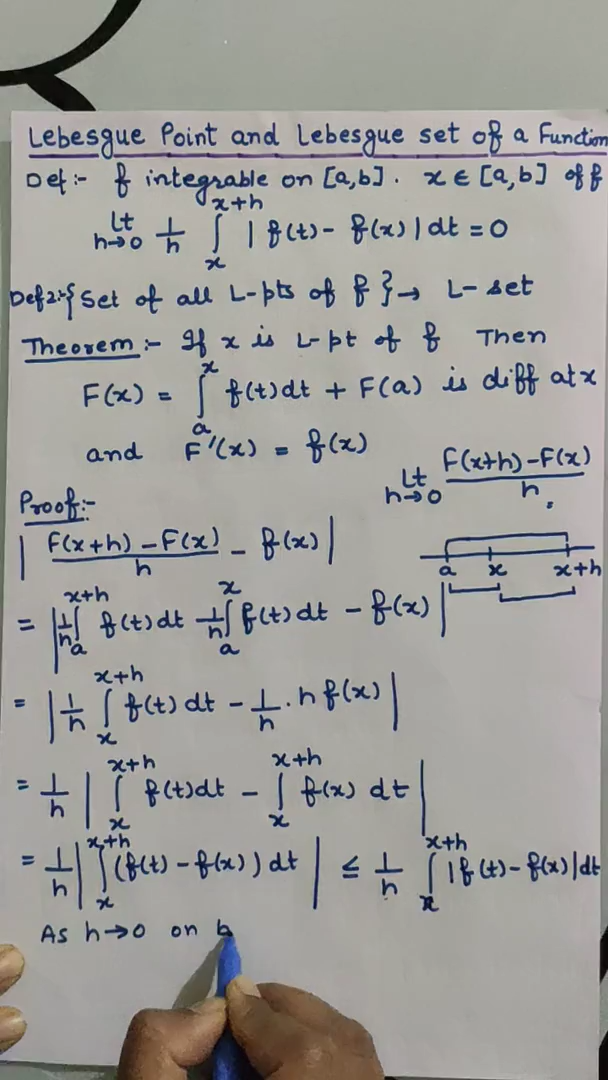 Lebesgue Point and Lebesgue set of a Function
Def:- f integrable on [a,b]. x ∈ [a,b] of f
Lt h→0 1/h ∫_x^{x+h} | f(t) - f(x) | dt = 0
Def2:- { Set of all L-pts of f } → L-set
Theorem:- If x is L-pt of f Then
F(x) = ∫_a^x f(t) dt + F(a) is diff at x
and F'(x) = f(x)
Lt h→0 (F(x+h) - F(x))/h
Proof:-
| (F(x+h) - F(x))/h - f(x) |
a x x+h
= | 1/h ∫_a^{x+h} f(t) dt - 1/h ∫_a^x f(t) dt - f(x) |
= | 1/h ∫_x^{x+h} f(t) dt - 1/h . h f(x) |
= 1/h | ∫_x^{x+h} f(t) dt - ∫_x^{x+h} f(x) dt |
= 1/h | ∫_x^{x+h} (f(t) - f(x)) dt | ≤ 1/h ∫_x^{x+h} |f(t) - f(x)| dt
As h→0 on b